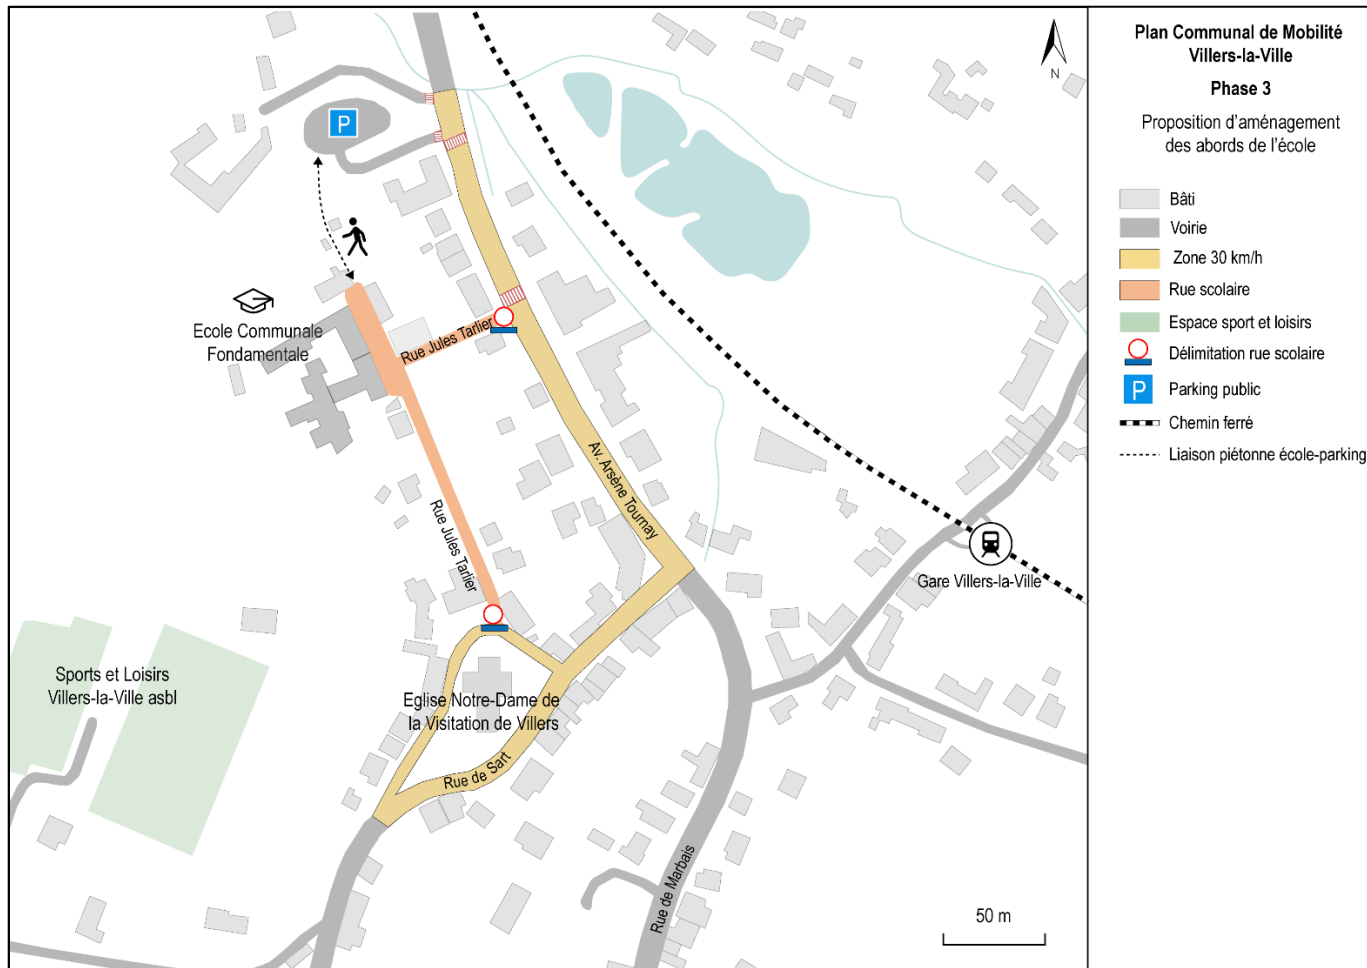 Plan Communal de Mobilité
Villers-la-Ville
Phase 3
Proposition d'aménagement
des abords de l'école
Bâti
Voirie
Zone 30 km/h
Rue scolaire
Espace sport et loisirs
Délimitation rue scolaire
P
Parking public
Chemin ferré
Liaison piétonne école-parking
N
P
Ecole Communale
Fondamentale
Rue Jules Tarlier
Rue Jules Tarlier
Av. Arsène Tournay
Gare Villers-la-Ville
Sports et Loisirs
Villers-la-Ville asbl
Eglise Notre-Dame de
la Visitation de Villers
Rue de Sart
Rue de Marbais
50 m